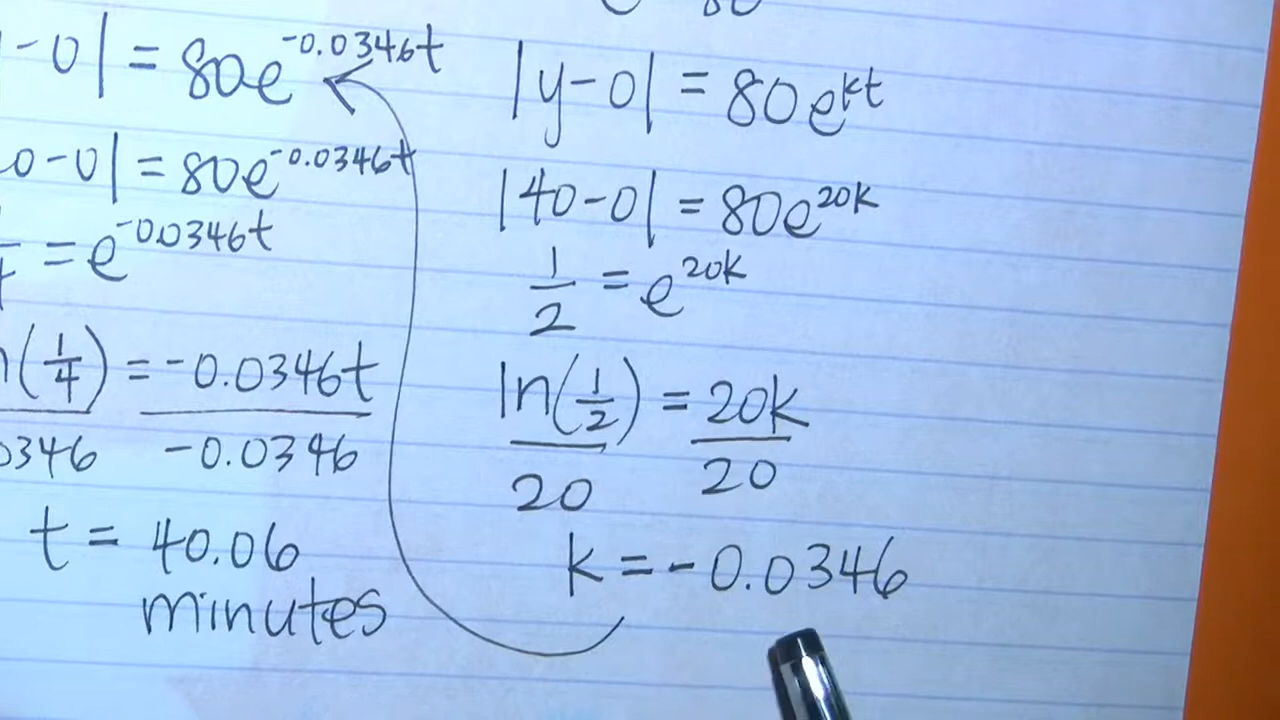 -0| = 80e^-0.0346t
0-0| = 80e^-0.0346t
= e^-0.0346t
(1/4) = -0.0346t
0346 -0.0346
t = 40.06
minutes
|y-0| = 80e^kt
|40-0| = 80e^20k
1/2 = e^20k
ln(1/2) = 20k
20 20
k = -0.0346